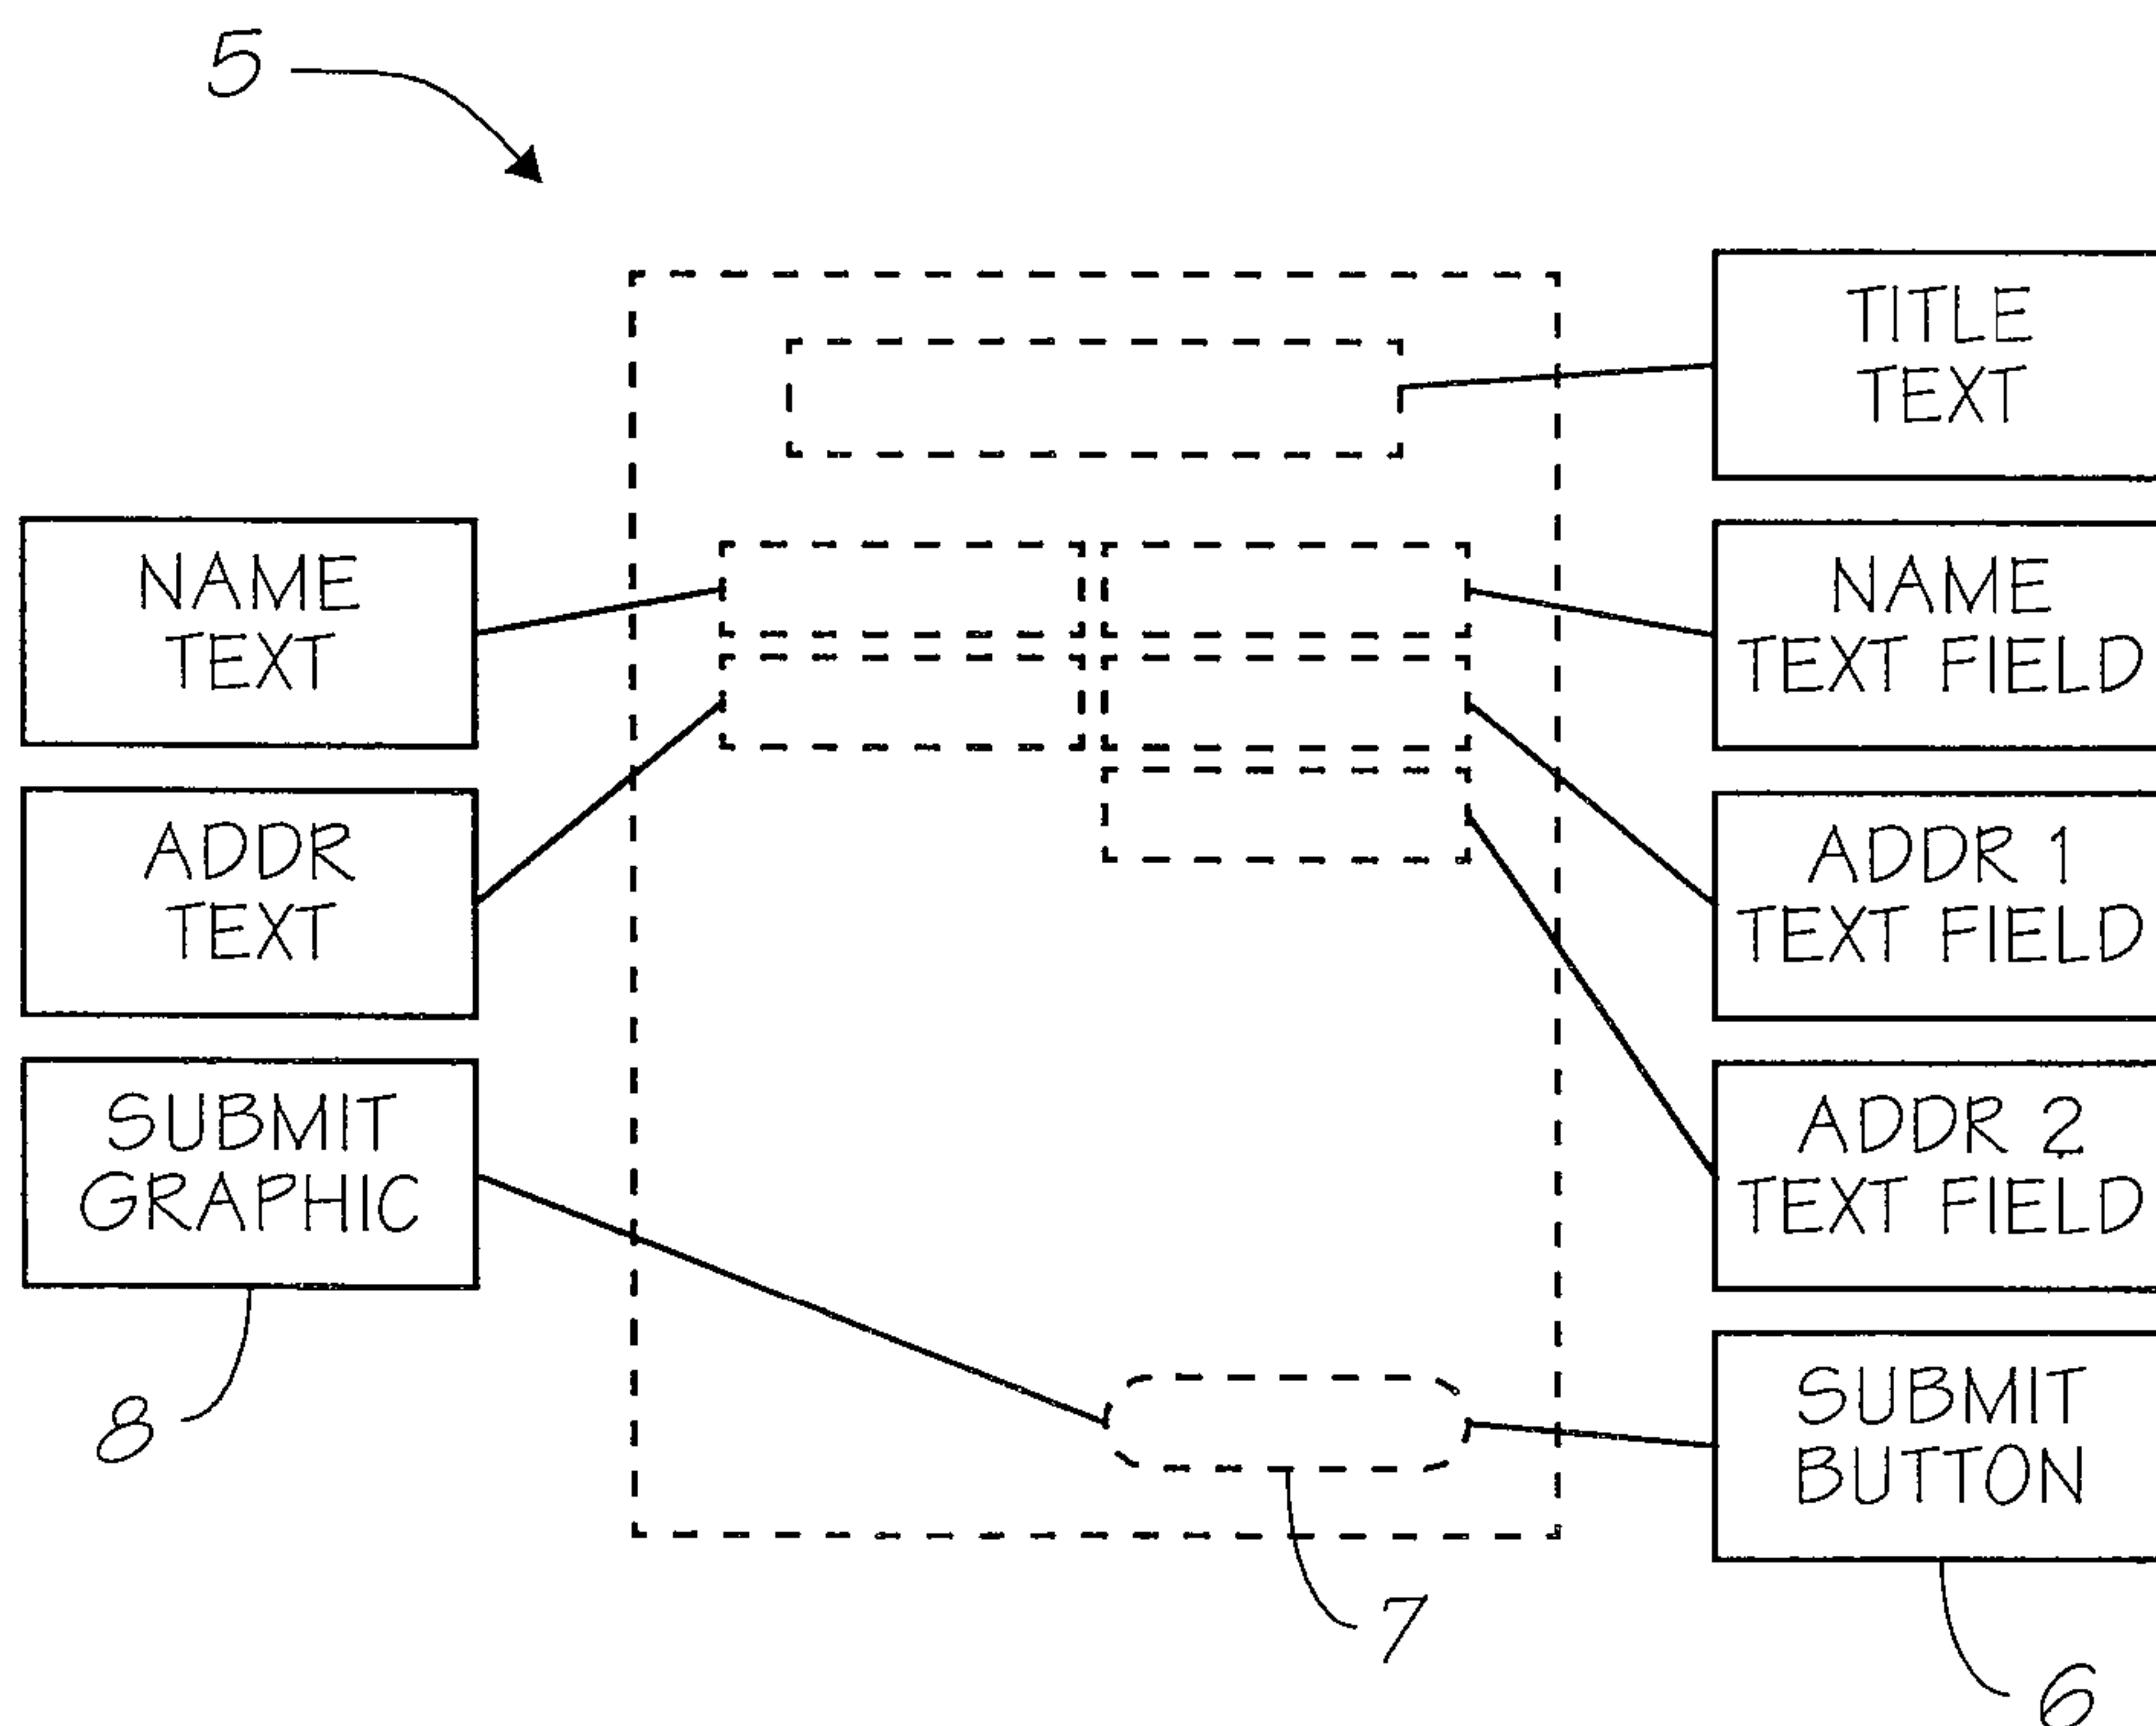 5
TITLE
TEXT
NAME
TEXT
NAME
TEXT FIELD
ADDR
TEXT
ADDR 1
TEXT FIELD
SUBMIT
GRAPHIC
ADDR 2
TEXT FIELD
SUBMIT
BUTTON
8
7
6